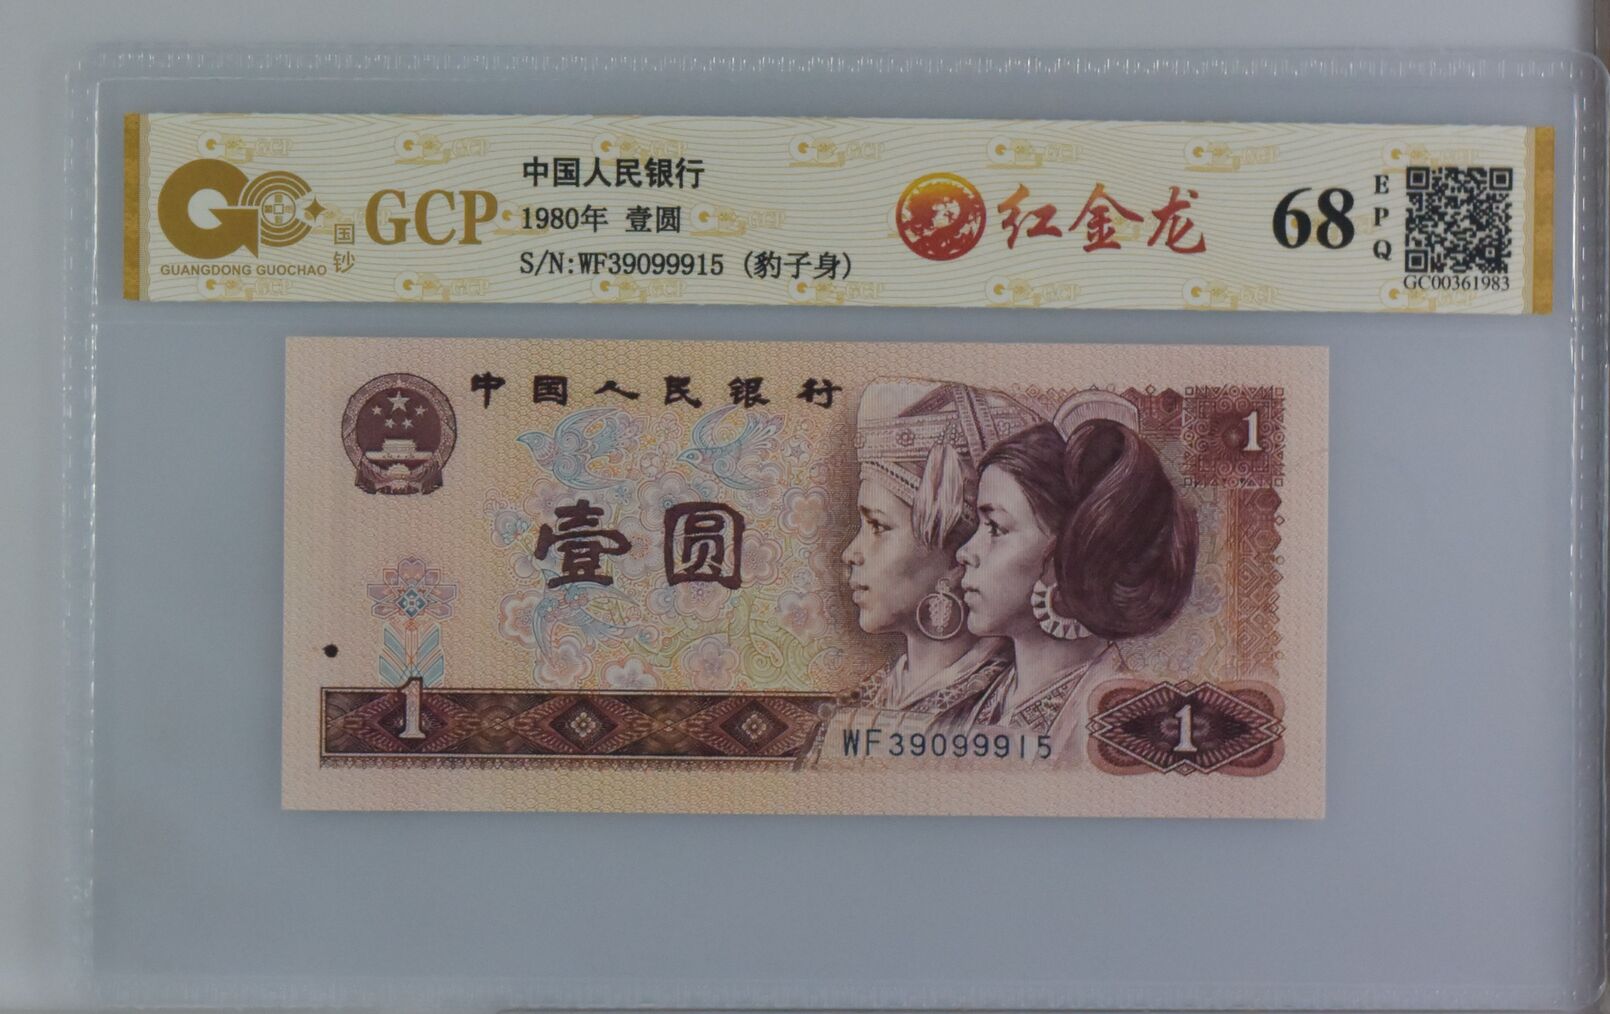 GUANGDONG GUOCHAO
国钞
GCP
中国人民银行
1980年 壹圆
S/N:WF39099915 (豹子身)
红金龙
68
EPQ
GC00361983
中国人民银行
1
壹圆
1
WF39099915
1